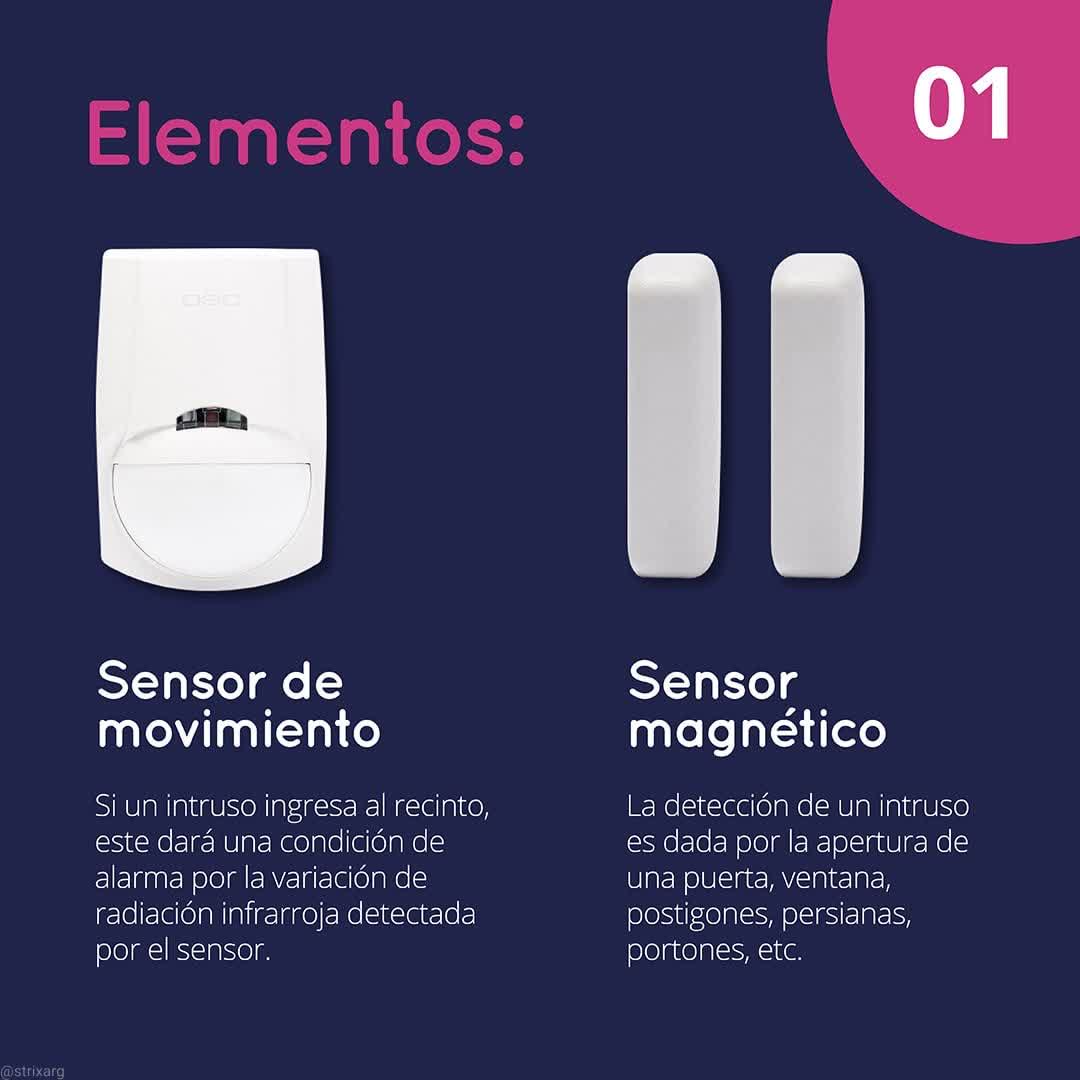 01
Elementos:
DSC
Sensor de
movimiento
Si un intruso ingresa al recinto,
este dará una condición de
alarma por la variación de
radiación infrarroja detectada
por el sensor.
Sensor
magnético
La detección de un intruso
es dada por la apertura de
una puerta, ventana,
postigones, persianas,
portones, etc.
@strixarg